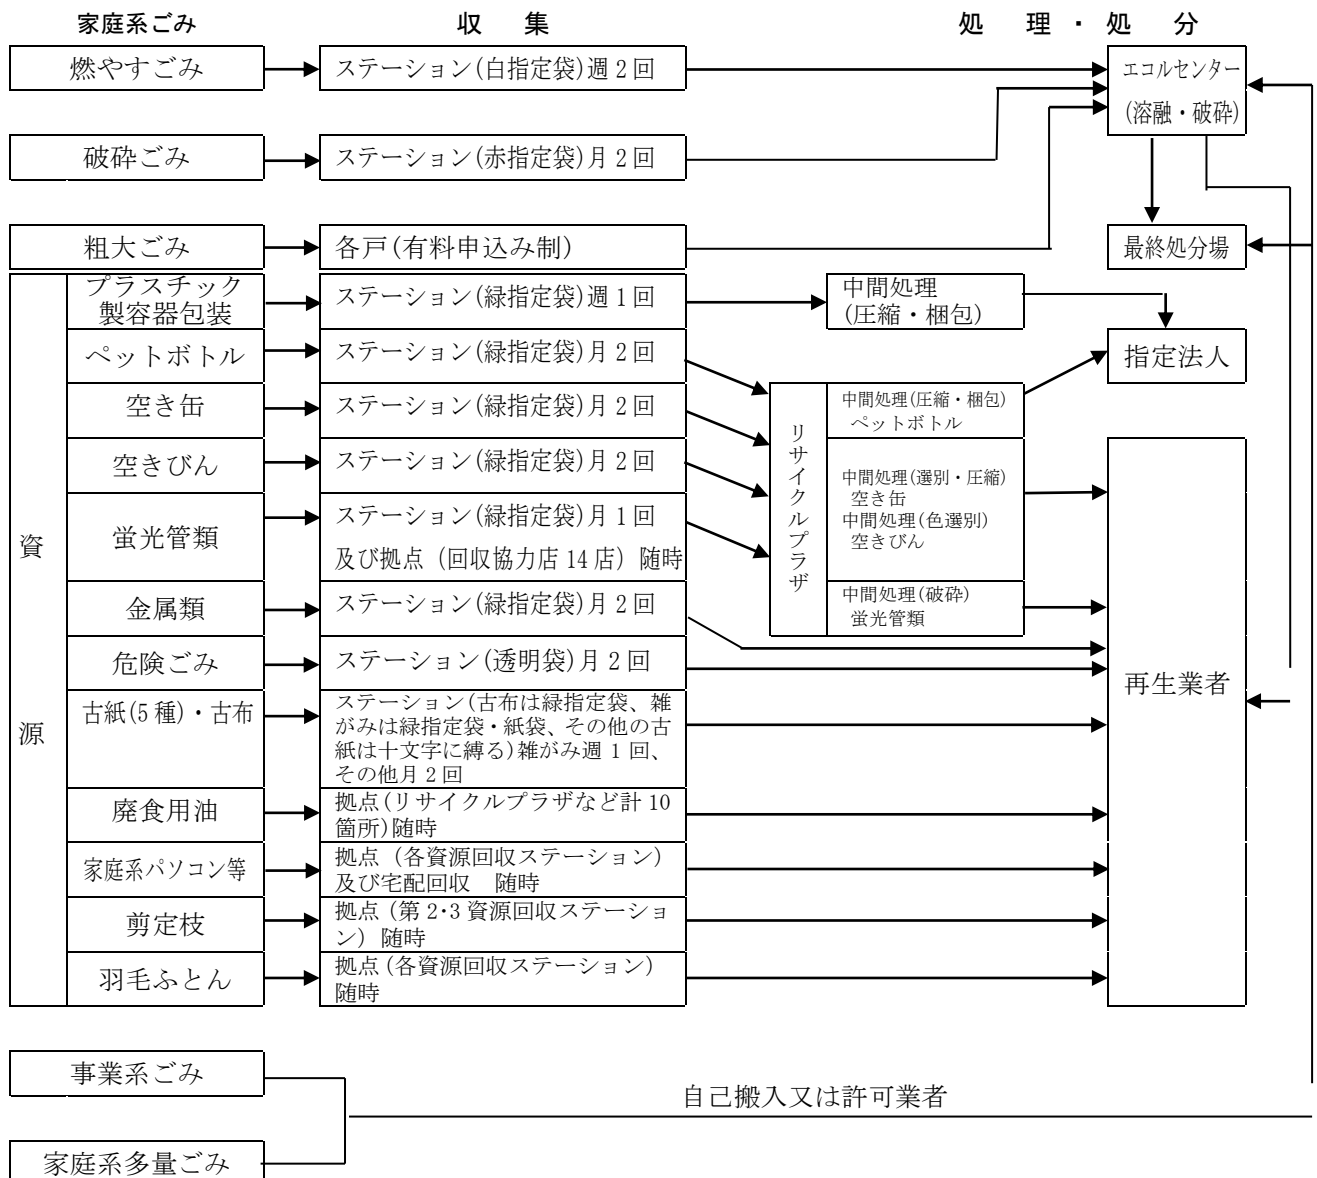 家庭系ごみ 収 集 処 理・処 分
燃やすごみ ステーション(白指定袋)週2回 エコルセンター
(溶融・破砕)
破砕ごみ ステーション(赤指定袋)月2回
粗大ごみ 各戸(有料申込み制) 最終処分場
資源
プラスチック
製容器包装
ステーション(緑指定袋)週1回
中間処理
(圧縮・梱包)
ペットボトル ステーション(緑指定袋)月2回 指定法人
空き缶 ステーション(緑指定袋)月2回
空きびん ステーション(緑指定袋)月2回
蛍光管類
ステーション(緑指定袋)月1回
及び拠点(回収協力店14店)随時
リサイクルプラザ
中間処理(圧縮・梱包)
ペットボトル
中間処理(選別・圧縮)
空き缶
中間処理(色選別)
空きびん
中間処理(破砕)
蛍光管類
金属類 ステーション(緑指定袋)月2回
危険ごみ ステーション(透明袋)月2回
再生業者
古紙(5種)・古布
ステーション(古布は緑指定袋、雑
がみは緑指定袋・紙袋、その他の古
紙は十文字に縛る)雑がみ週1回、
その他月2回
廃食用油
拠点(リサイクルプラザなど計10
箇所)随時
家庭系パソコン等
拠点(各資源回収ステーション)
及び宅配回収 随時
剪定枝
拠点(第2・3資源回収ステーショ
ン)随時
羽毛ふとん
拠点(各資源回収ステーション)
随時
事業系ごみ
自己搬入又は許可業者
家庭系多量ごみ